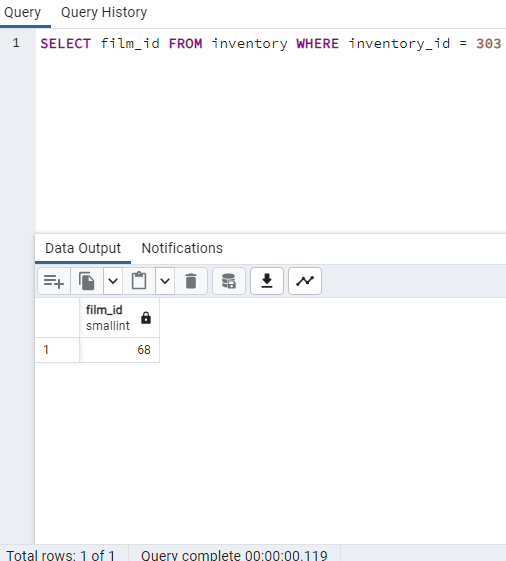 Query Query History
1 SELECT film_id FROM inventory WHERE inventory_id = 303
Data Output Notifications
film_id
smallint
1 68
Total rows: 1 of 1 Query complete 00:00:00.119